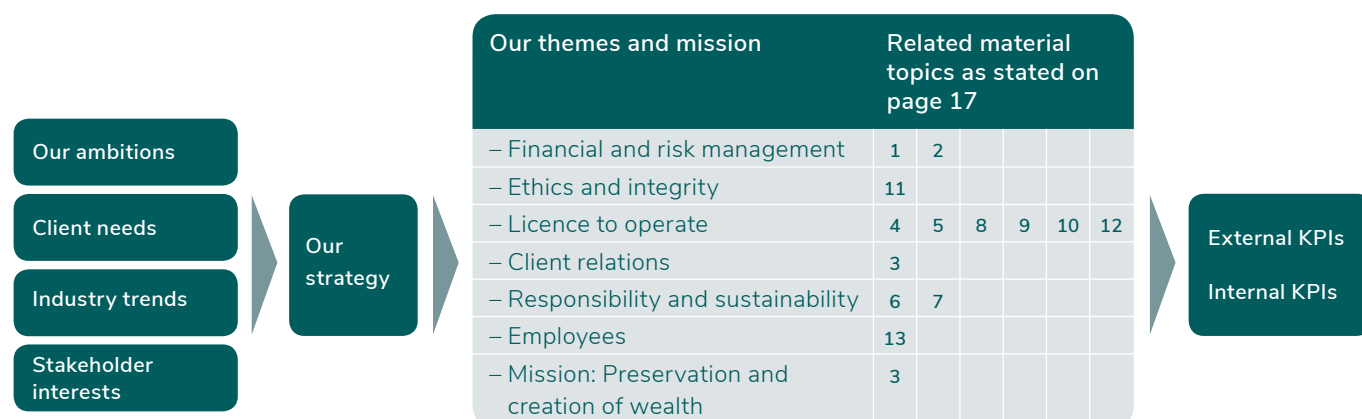 Our ambitions
Client needs
Industry trends
Stakeholder
interests
Our
strategy
Our themes and mission
Related material
topics as stated on
page 17
– Financial and risk management 1 2
– Ethics and integrity 11
– Licence to operate 4 5 8 9 10 12
– Client relations 3
– Responsibility and sustainability 6 7
– Employees 13
– Mission: Preservation and 3
creation of wealth
External KPIs
Internal KPIs